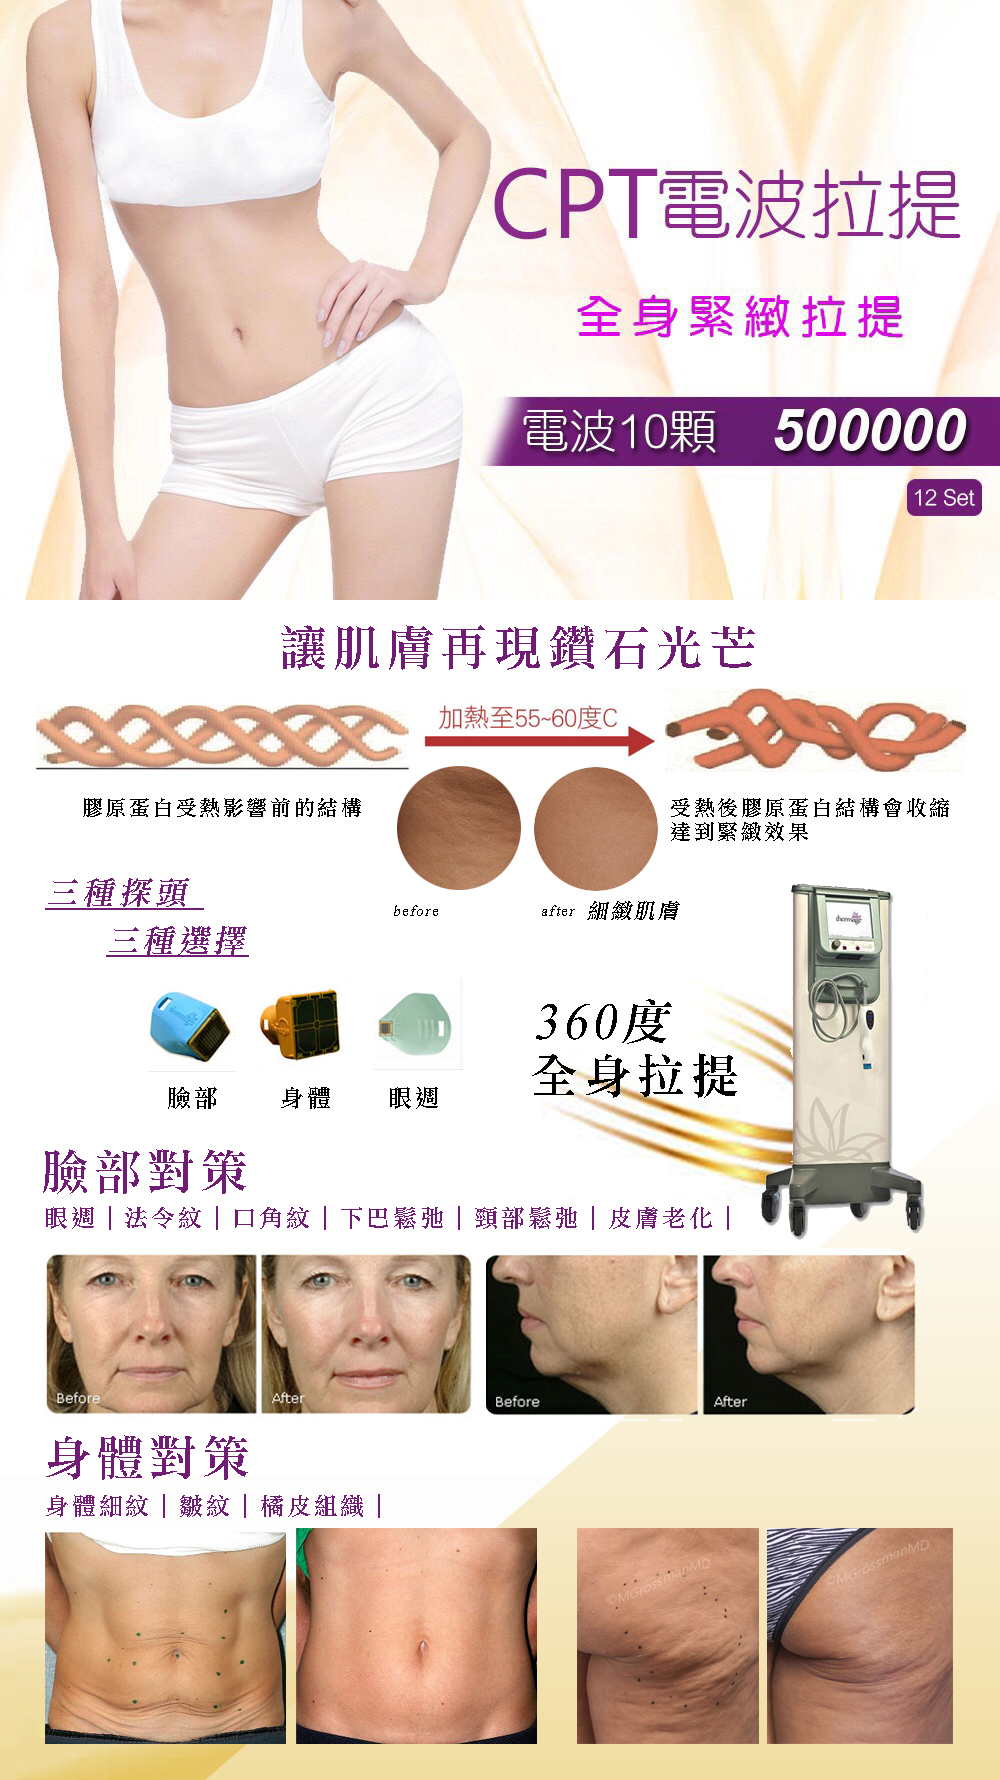 CPT電波拉提
全身緊緻拉提
電波10顆 500000
12 Set
讓肌膚再現鑽石光芒
加熱至55~60度C
膠原蛋白受熱影響前的結構
受熱後膠原蛋白結構會收縮
達到緊緻效果
before
after 細緻肌膚
三種探頭
三種選擇
thermage
thermage
臉部 身體 眼週
360度
全身拉提
臉部對策
眼週｜法令紋｜口角紋｜下巴鬆弛｜頸部鬆弛｜皮膚老化｜
Before After Before After
身體對策
身體細紋｜皺紋｜橘皮組織｜
©MGrossmanMD ©MGrossmanMD